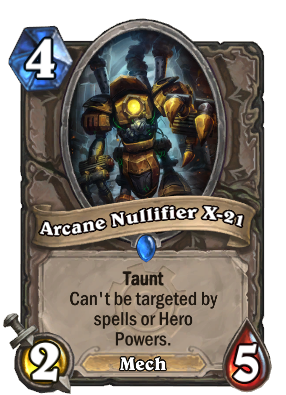 4
Arcane Nullifier X-21
Taunt
Can't be targeted by
spells or Hero
Powers.
2
Mech
5